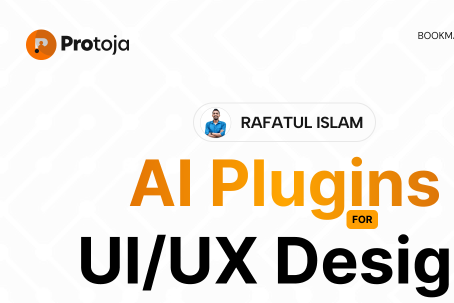 Protoja
BOOKM
RAFATUL ISLAM
AI Plugins
FOR
UI/UX Desig